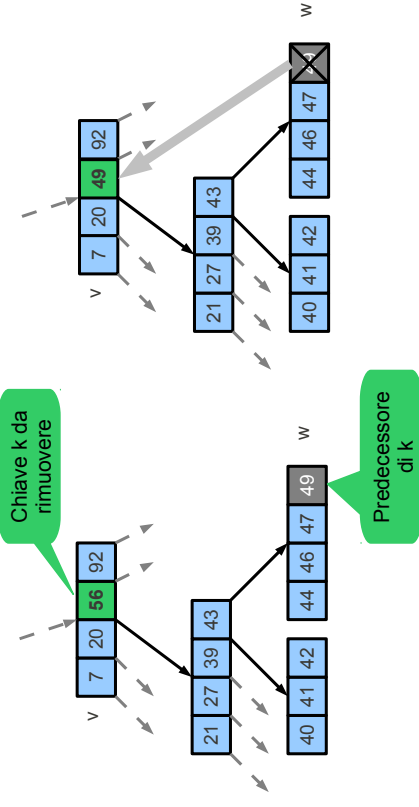 Chiave k da
rimuovere
v
7 20 56 92
21 27 39 43
40 41 42
44 46 47 49
w
Predecessore
di k
v
7 20 49 92
21 27 39 43
40 41 42
44 46 47 49
w